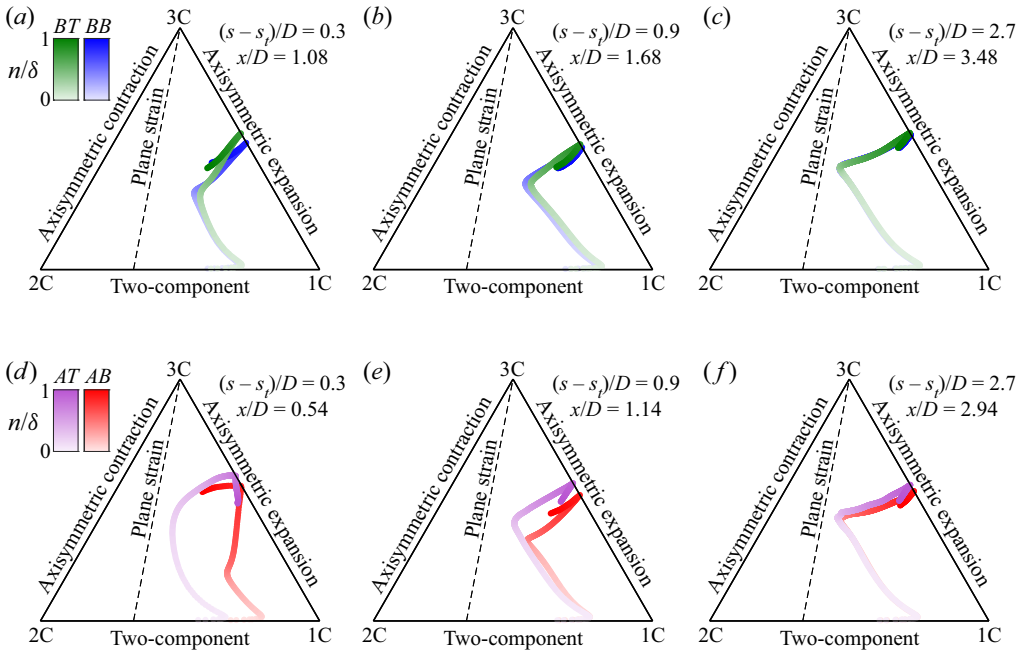 (a) BT BB 3C (s − s_t)/D = 0.3
x/D = 1.08
1
n/δ
0
Axisymmetric contraction
Plane strain
Axisymmetric expansion
2C Two-component 1C
(b) 3C (s − s_t)/D = 0.9
x/D = 1.68
Axisymmetric contraction
Plane strain
Axisymmetric expansion
2C Two-component 1C
(c) 3C (s − s_t)/D = 2.7
x/D = 3.48
Axisymmetric contraction
Plane strain
Axisymmetric expansion
2C Two-component 1C
(d) AT AB 3C (s − s_t)/D = 0.3
x/D = 0.54
1
n/δ
0
Axisymmetric contraction
Plane strain
Axisymmetric expansion
2C Two-component 1C
(e) 3C (s − s_t)/D = 0.9
x/D = 1.14
Axisymmetric contraction
Plane strain
Axisymmetric expansion
2C Two-component 1C
(f) 3C (s − s_t)/D = 2.7
x/D = 2.94
Axisymmetric contraction
Plane strain
Axisymmetric expansion
2C Two-component 1C